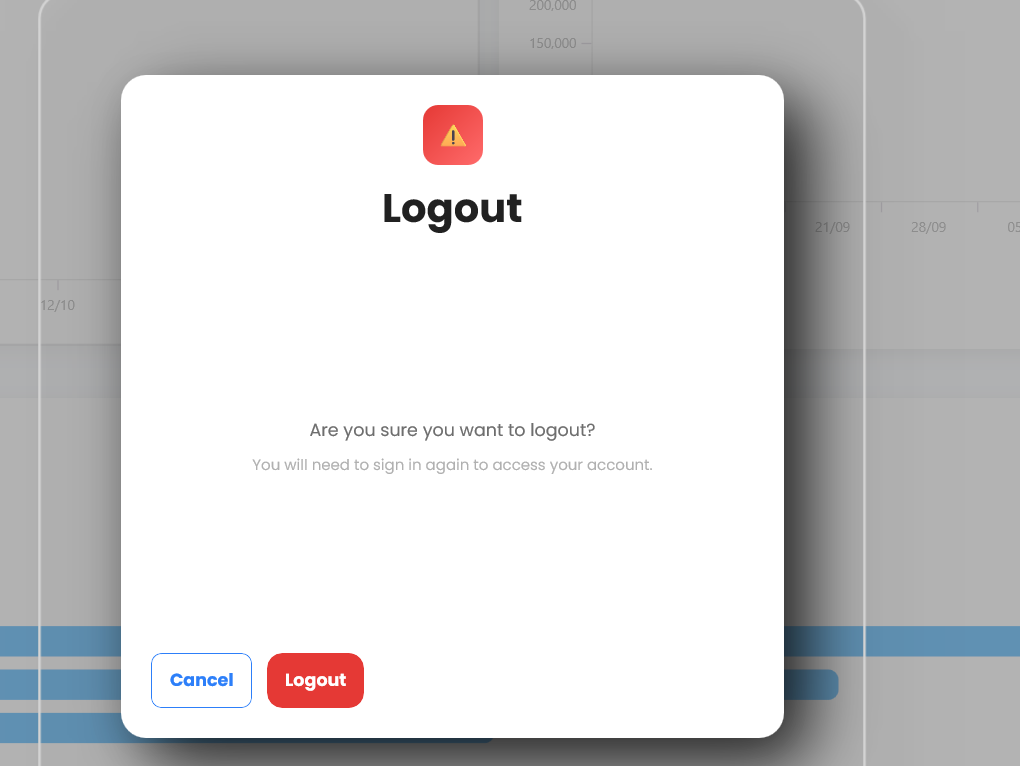 200,000
150,000
Logout
21/09
28/09
12/10
Are you sure you want to logout?
You will need to sign in again to access your account.
Cancel
Logout